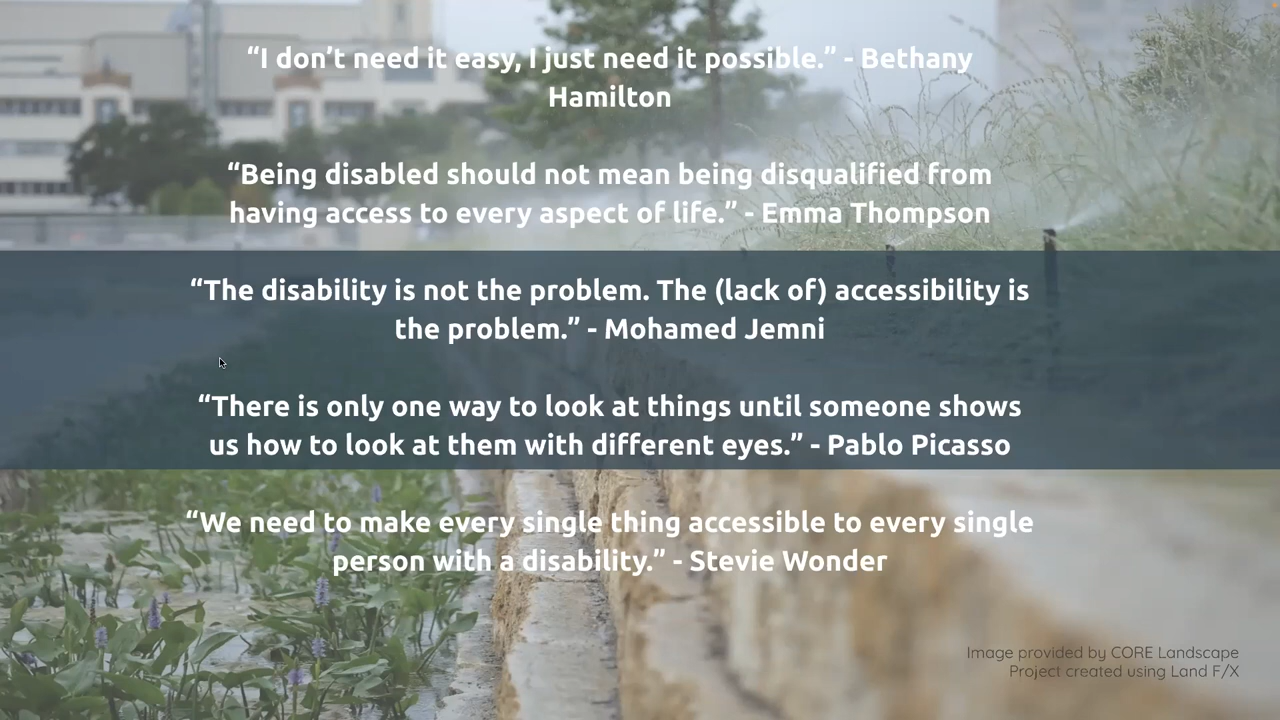 “I don’t need it easy, I just need it possible.” - Bethany
Hamilton
“Being disabled should not mean being disqualified from
having access to every aspect of life.” - Emma Thompson
“The disability is not the problem. The (lack of) accessibility is
the problem.” - Mohamed Jemni
“There is only one way to look at things until someone shows
us how to look at them with different eyes.” - Pablo Picasso
“We need to make every single thing accessible to every single
person with a disability.” - Stevie Wonder
Image provided by CORE Landscape
Project created using Land F/X